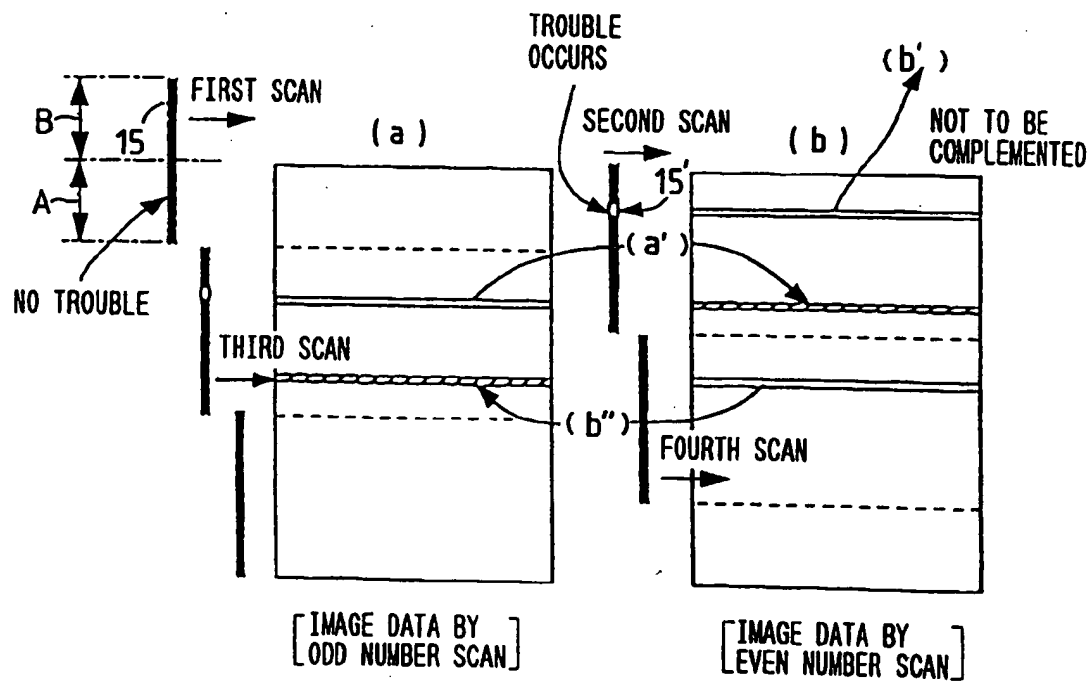 TROUBLE
OCCURS
(b')
FIRST SCAN
B
15
(a)
SECOND SCAN
(b)
NOT TO BE
COMPLEMENTED
A
15'
(a')
NO TROUBLE
THIRD SCAN
(b")
FOURTH SCAN
[IMAGE DATA BY
ODD NUMBER SCAN]
[IMAGE DATA BY
EVEN NUMBER SCAN]